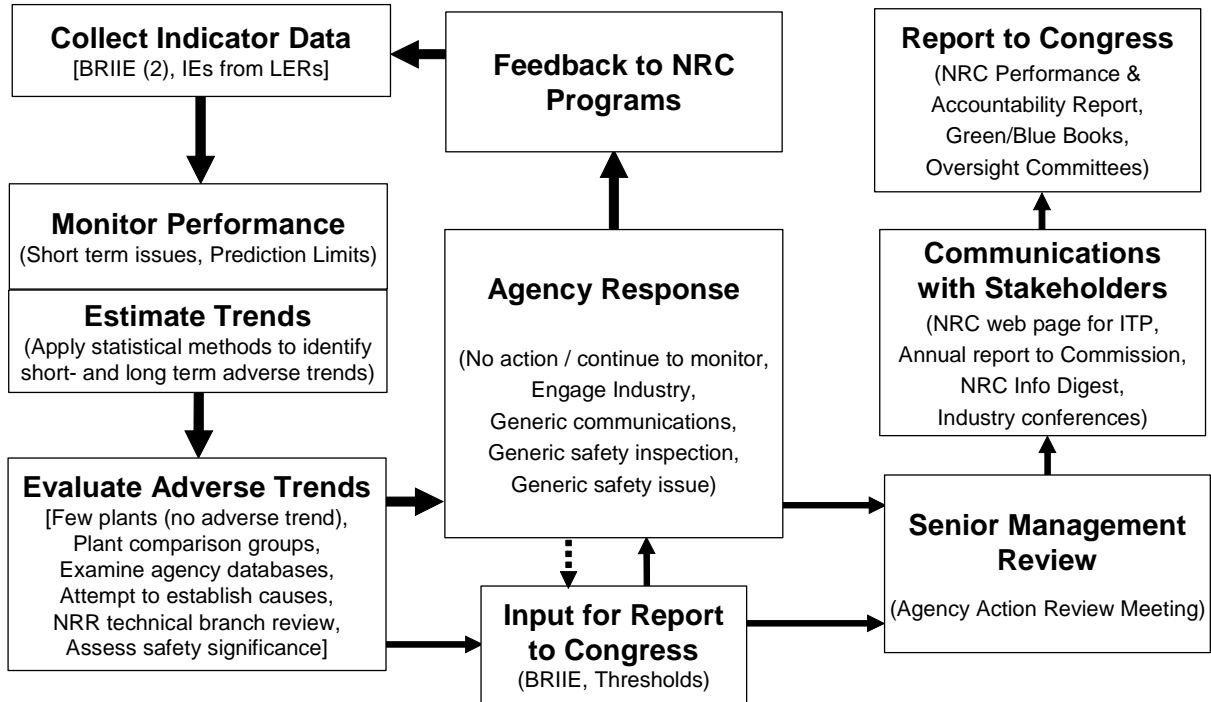 Collect Indicator Data
[BRIIE (2), IEs from LERs]
Monitor Performance
(Short term issues, Prediction Limits)
Estimate Trends
(Apply statistical methods to identify
short- and long term adverse trends)
Evaluate Adverse Trends
[Few plants (no adverse trend),
Plant comparison groups,
Examine agency databases,
Attempt to establish causes,
NRR technical branch review,
Assess safety significance]
Feedback to NRC
Programs
Agency Response
(No action / continue to monitor,
Engage Industry,
Generic communications,
Generic safety inspection,
Generic safety issue)
Input for Report
to Congress
(BRIIE, Thresholds)
Report to Congress
(NRC Performance &
Accountability Report,
Green/Blue Books,
Oversight Committees)
Communications
with Stakeholders
(NRC web page for ITP,
Annual report to Commission,
NRC Info Digest,
Industry conferences)
Senior Management
Review
(Agency Action Review Meeting)